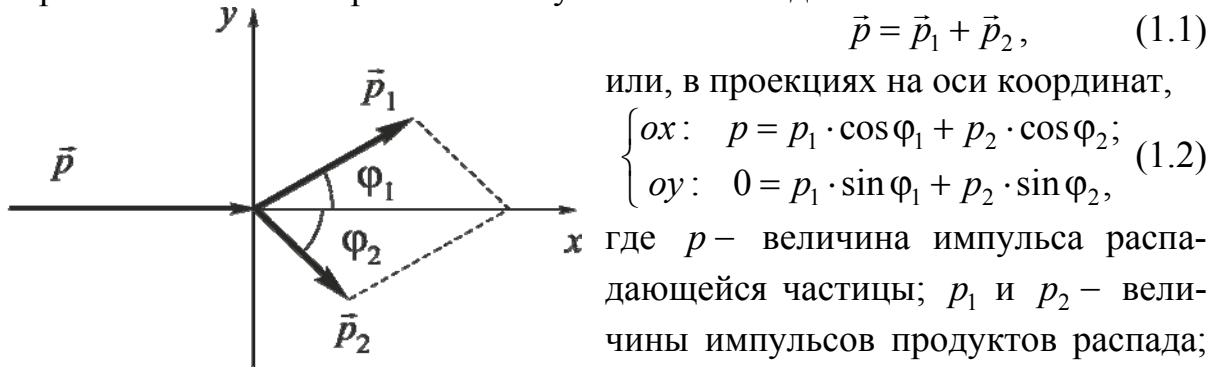 y
p⃗
p⃗₁
φ₁
φ₂
x
p⃗₂
p⃗ = p⃗₁ + p⃗₂, (1.1)
или, в проекциях на оси координат,
{ ox: p = p₁ · cos φ₁ + p₂ · cos φ₂;
oy: 0 = p₁ · sin φ₁ + p₂ · sin φ₂, (1.2)
где p – величина импульса распа-
дающейся частицы; p₁ и p₂ – вели-
чины импульсов продуктов распада;